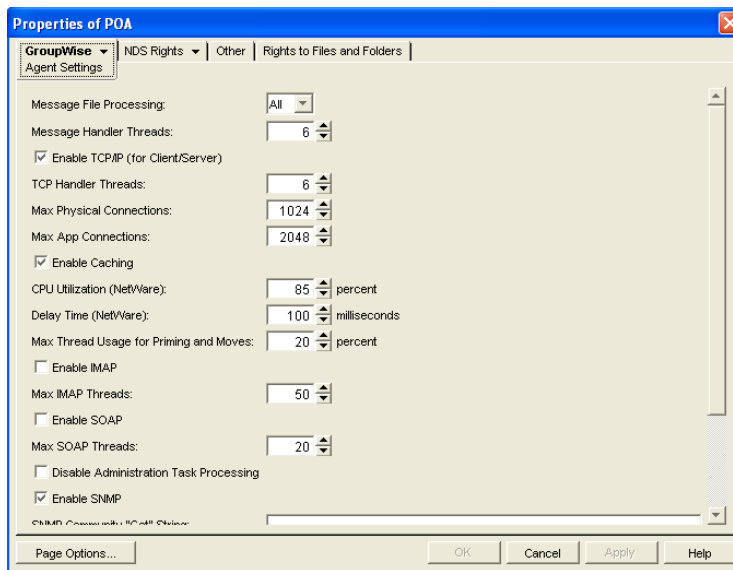 Properties of POA
GroupWise NDS Rights Other Rights to Files and Folders
Agent Settings
Message File Processing: All
Message Handler Threads: 6
Enable TCP/IP (for Client/Server)
TCP Handler Threads: 6
Max Physical Connections: 1024
Max App Connections: 2048
Enable Caching
CPU Utilization (NetWare): 85 percent
Delay Time (NetWare): 100 milliseconds
Max Thread Usage for Priming and Moves: 20 percent
Enable IMAP
Max IMAP Threads: 50
Enable SOAP
Max SOAP Threads: 20
Disable Administration Task Processing
Enable SNMP
SNMP Community "Get" String:
Page Options... OK Cancel Apply Help